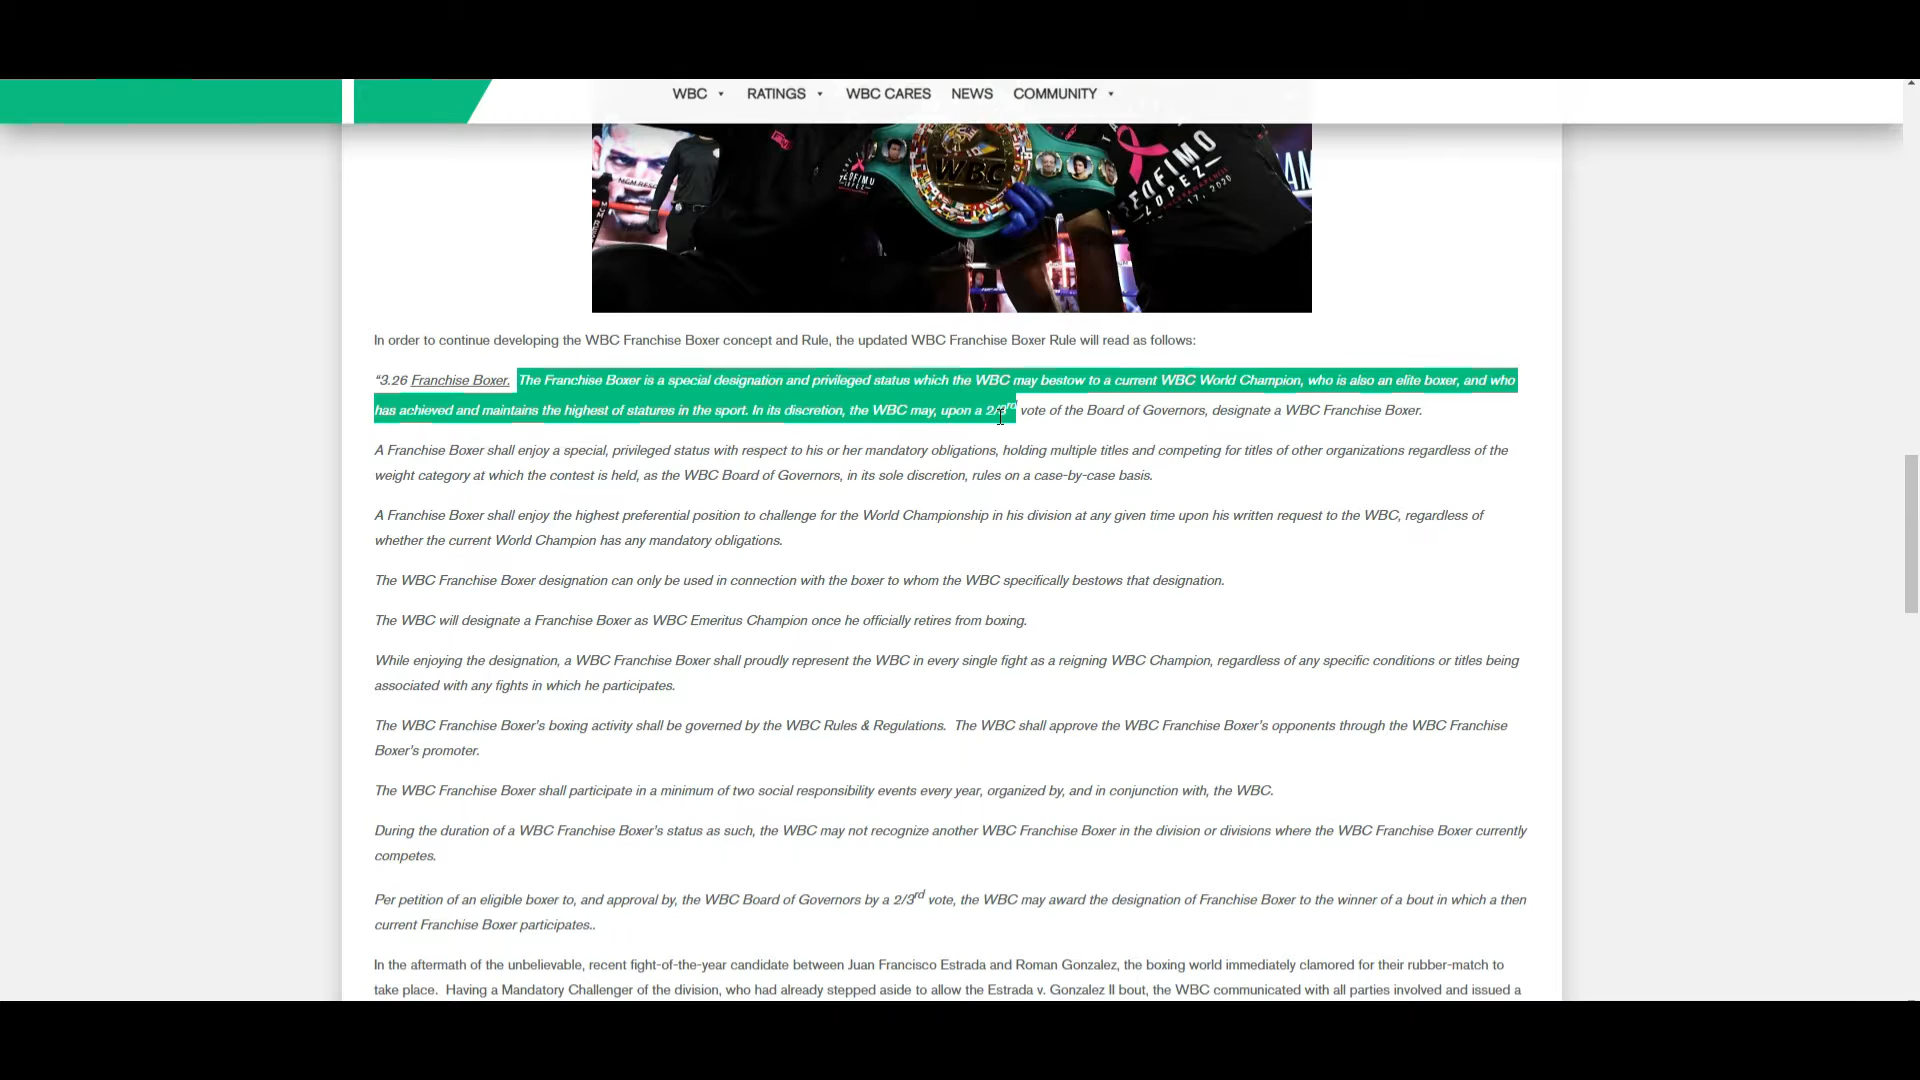 WBC RATINGS WBC CARES NEWS COMMUNITY
WBC
TEOFIMO
LOPEZ
17, 2020
In order to continue developing the WBC Franchise Boxer concept and Rule, the updated WBC Franchise Boxer Rule will read as follows:
“3.26 Franchise Boxer. The Franchise Boxer is a special designation and privileged status which the WBC may bestow to a current WBC World Champion, who is also an elite boxer, and who
has achieved and maintains the highest of statures in the sport. In its discretion, the WBC may, upon a 2/3rd vote of the Board of Governors, designate a WBC Franchise Boxer.
A Franchise Boxer shall enjoy a special, privileged status with respect to his or her mandatory obligations, holding multiple titles and competing for titles of other organizations regardless of the
weight category at which the contest is held, as the WBC Board of Governors, in its sole discretion, rules on a case-by-case basis.
A Franchise Boxer shall enjoy the highest preferential position to challenge for the World Championship in his division at any given time upon his written request to the WBC, regardless of
whether the current World Champion has any mandatory obligations.
The WBC Franchise Boxer designation can only be used in connection with the boxer to whom the WBC specifically bestows that designation.
The WBC will designate a Franchise Boxer as WBC Emeritus Champion once he officially retires from boxing.
While enjoying the designation, a WBC Franchise Boxer shall proudly represent the WBC in every single fight as a reigning WBC Champion, regardless of any specific conditions or titles being
associated with any fights in which he participates.
The WBC Franchise Boxer’s boxing activity shall be governed by the WBC Rules & Regulations.  The WBC shall approve the WBC Franchise Boxer’s opponents through the WBC Franchise
Boxer’s promoter.
The WBC Franchise Boxer shall participate in a minimum of two social responsibility events every year, organized by, and in conjunction with, the WBC.
During the duration of a WBC Franchise Boxer’s status as such, the WBC may not recognize another WBC Franchise Boxer in the division or divisions where the WBC Franchise Boxer currently
competes.
Per petition of an eligible boxer to, and approval by, the WBC Board of Governors by a 2/3rd vote, the WBC may award the designation of Franchise Boxer to the winner of a bout in which a then
current Franchise Boxer participates..
In the aftermath of the unbelievable, recent fight-of-the-year candidate between Juan Francisco Estrada and Roman Gonzalez, the boxing world immediately clamored for their rubber-match to
take place.  Having a Mandatory Challenger of the division, who had already stepped aside to allow the Estrada v. Gonzalez II bout, the WBC communicated with all parties involved and issued a